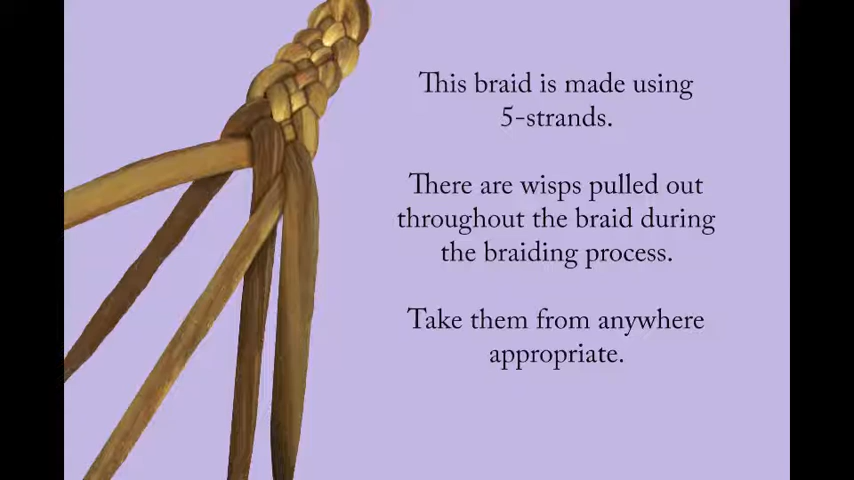 This braid is made using
5-strands.
There are wisps pulled out
throughout the braid during
the braiding process.
Take them from anywhere
appropriate.